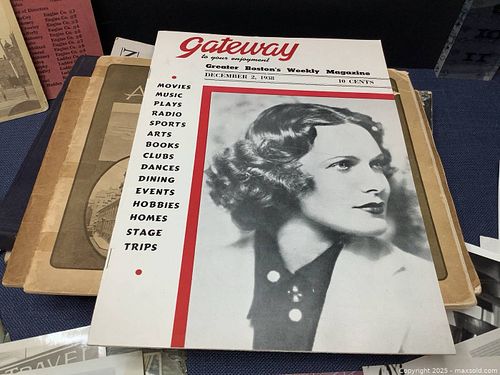 Gateway
to your enjoyment
Greater Boston's Weekly Magazine
DECEMBER 2, 1938
10 CENTS
MOVIES
MUSIC
PLAYS
RADIO
SPORTS
ARTS
BOOKS
CLUBS
DANCES
DINING
EVENTS
HOBBIES
HOMES
STAGE
TRIPS
TRAVEL
Copyright 2025 - maxsold.com